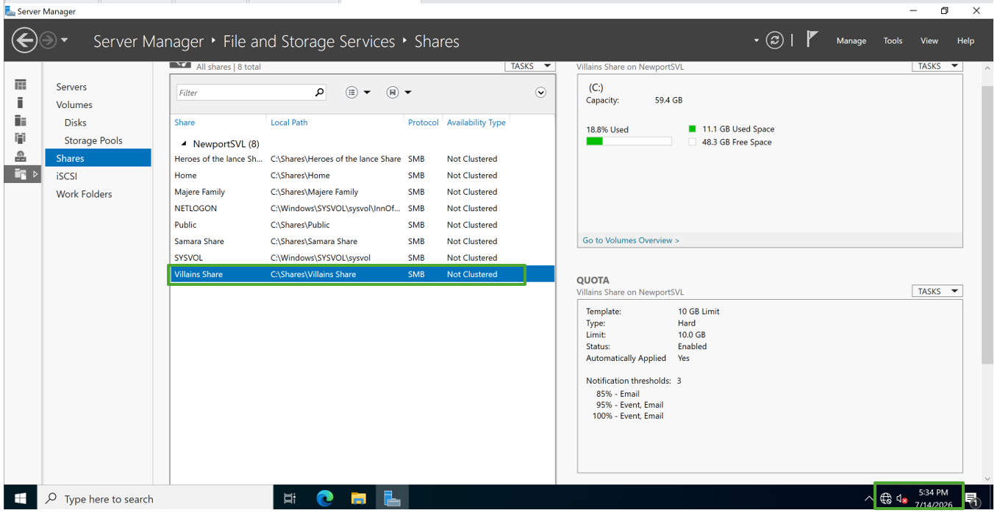 Server Manager
Server Manager ‣ File and Storage Services ‣ Shares
Manage Tools View Help
Servers
Volumes
Disks
Storage Pools
Shares
iSCSI
Work Folders
All shares | 8 total
TASKS
Filter
Share Local Path Protocol Availability Type
NewportSVL (8)
Heroes of the lance Sh... C:\Shares\Heroes of the lance Share SMB Not Clustered
Home C:\Shares\Home SMB Not Clustered
Majere Family C:\Shares\Majere Family SMB Not Clustered
NETLOGON C:\Windows\SYSVOL\sysvol\InnOf... SMB Not Clustered
Public C:\Shares\Public SMB Not Clustered
Samara Share C:\Shares\Samara Share SMB Not Clustered
SYSVOL C:\Windows\SYSVOL\sysvol SMB Not Clustered
Villains Share C:\Shares\Villains Share SMB Not Clustered
Villains Share on NewportSVL
TASKS
(C:)
Capacity: 59.4 GB
18.8% Used
11.1 GB Used Space
48.3 GB Free Space
Go to Volumes Overview >
QUOTA
Villains Share on NewportSVL
TASKS
Template: 10 GB Limit
Type: Hard
Limit: 10.0 GB
Status: Enabled
Automatically Applied Yes
Notification thresholds: 3
85% - Email
95% - Event, Email
100% - Event, Email
Type here to search
5:34 PM
7/14/2026
1